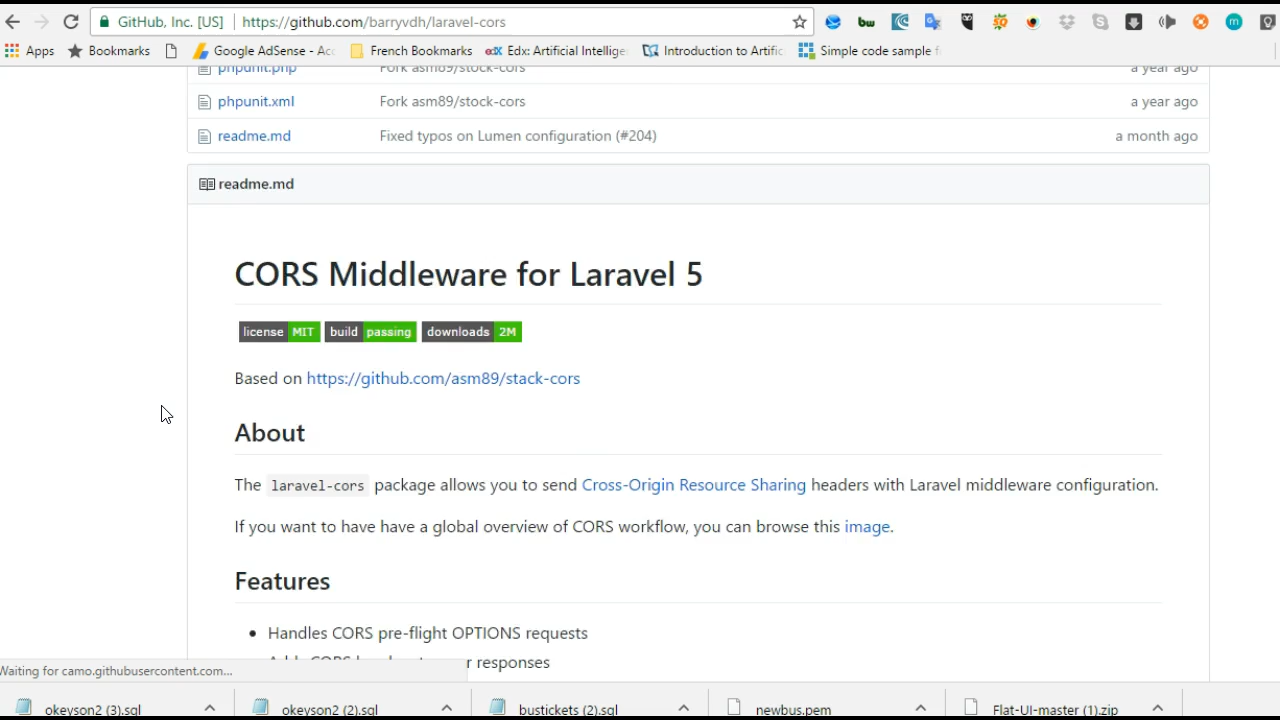 GitHub, Inc. [US] https://github.com/barryvdh/laravel-cors
Apps Bookmarks Google AdSense - Acc French Bookmarks Edx: Artificial Intellige Introduction to Artific Simple code sample f
phpunit.php Fork asm89/stock-cors a year ago
phpunit.xml Fork asm89/stock-cors a year ago
readme.md Fixed typos on Lumen configuration (#204) a month ago
readme.md
CORS Middleware for Laravel 5
license MIT build passing downloads 2M
Based on https://github.com/asm89/stack-cors
About
The laravel-cors package allows you to send Cross-Origin Resource Sharing headers with Laravel middleware configuration.
If you want to have have a global overview of CORS workflow, you can browse this image.
Features
Handles CORS pre-flight OPTIONS requests
responses
Waiting for camo.githubusercontent.com...
okeyson2 (3).sql okeyson2 (2).sql bustickets (2).sql newbus.pem Flat-UI-master (1).zip